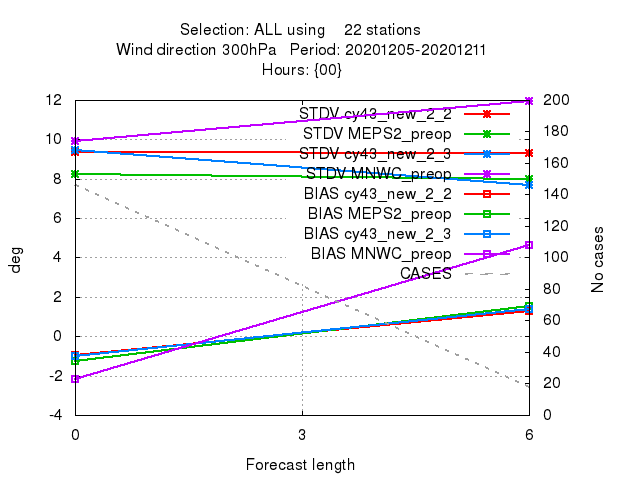 Selection: ALL using    22 stations
Wind direction 300hPa   Period: 20201205-20201211
Hours: {00}
12
10
8
6
4
2
0
-2
-4
deg
200
180
160
140
120
100
80
60
40
20
0
No cases
STDV cy43_new_2_2
STDV MEPS2_preop
STDV cy43_new_2_3
STDV MNWC_preop
BIAS cy43_new_2_2
BIAS MEPS2_preop
BIAS cy43_new_2_3
BIAS MNWC_preop
CASES
0 3 6
Forecast length